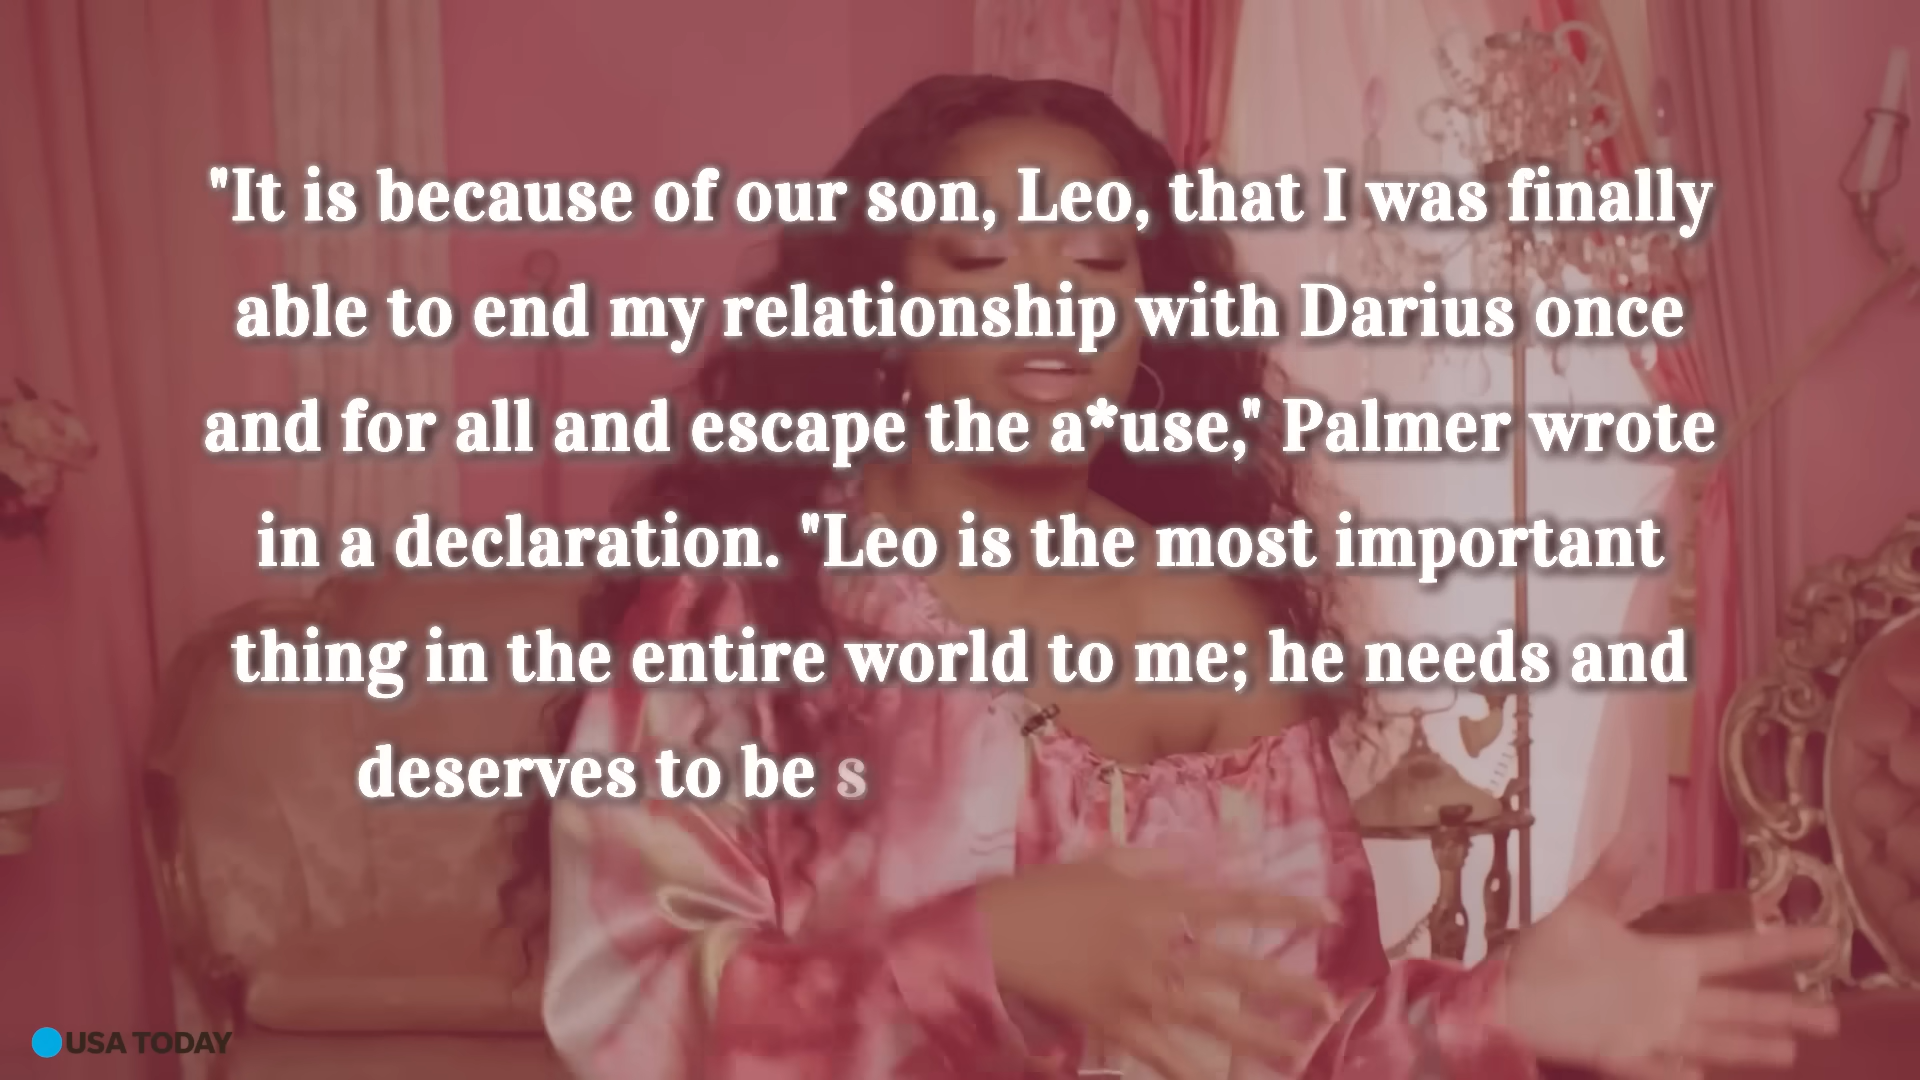 "It is because of our son, Leo, that I was finally
able to end my relationship with Darius once
and for all and escape the a*use," Palmer wrote
in a declaration. "Leo is the most important
thing in the entire world to me; he needs and
deserves to be s
USA TODAY